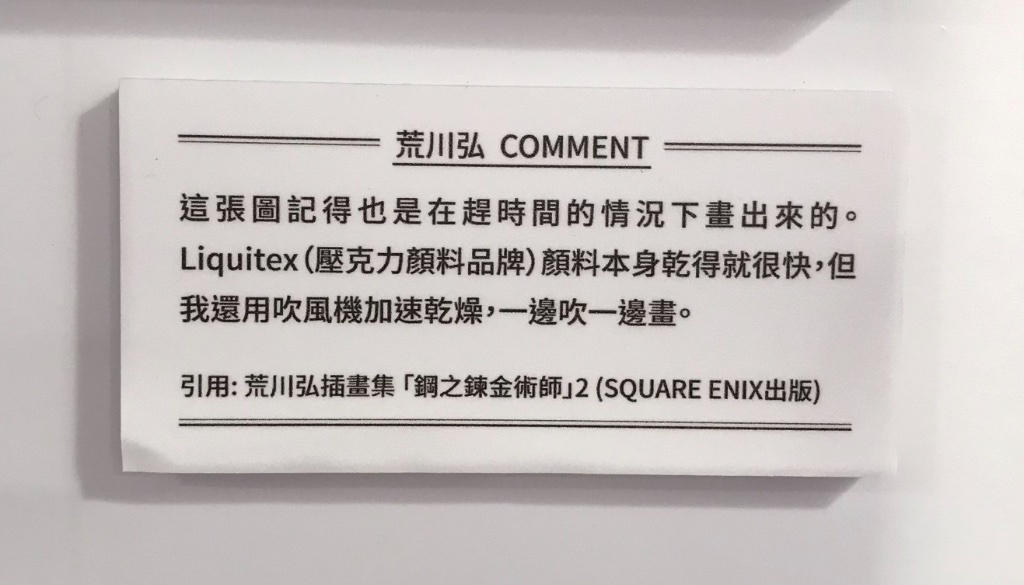 荒川弘 COMMENT
這張圖記得也是在趕時間的情況下畫出來的。
Liquitex（壓克力顏料品牌）顏料本身乾得就很快，但
我還用吹風機加速乾燥，一邊吹一邊畫。
引用: 荒川弘插畫集「鋼之鍊金術師」2 (SQUARE ENIX出版)